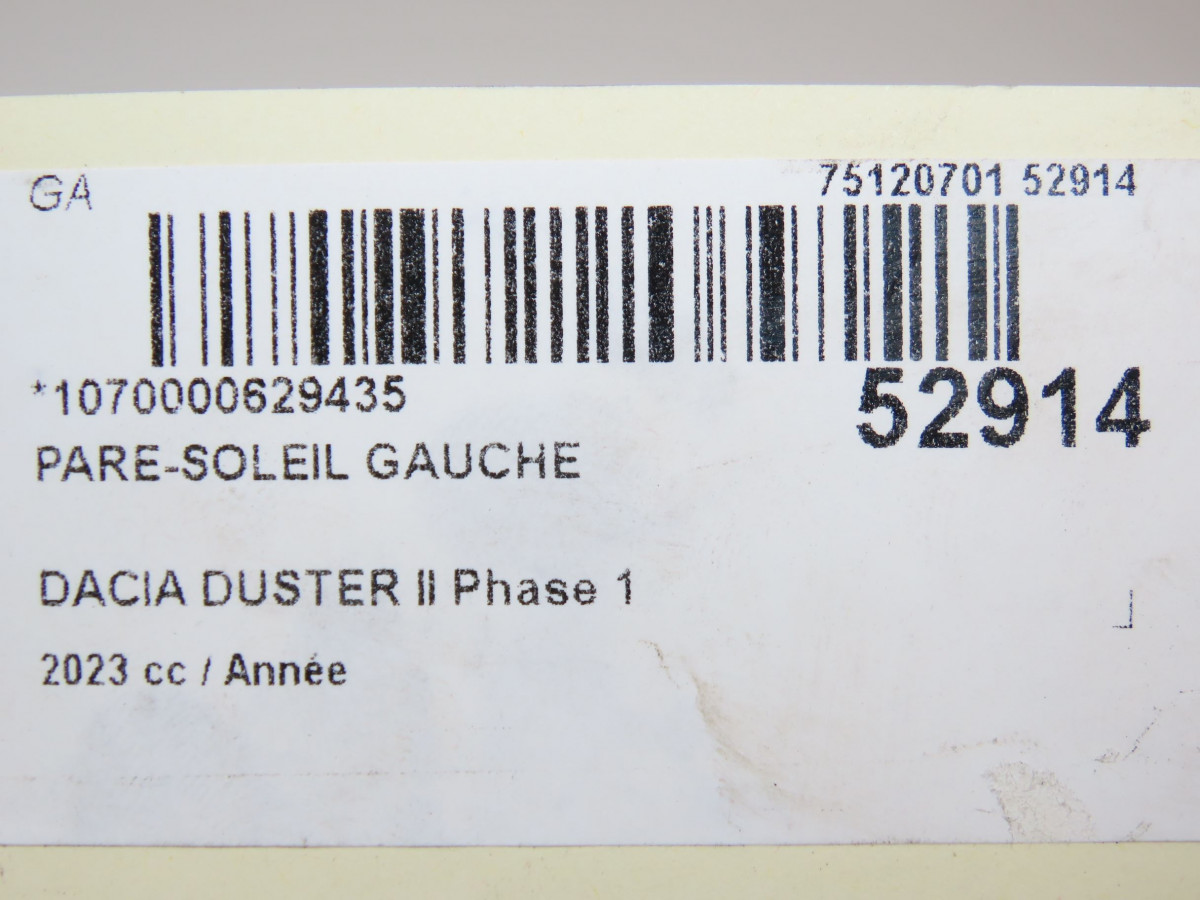 GA
75120701 52914
*1070000629435
52914
PARE-SOLEIL GAUCHE
DACIA DUSTER II Phase 1
2023 cc / Année